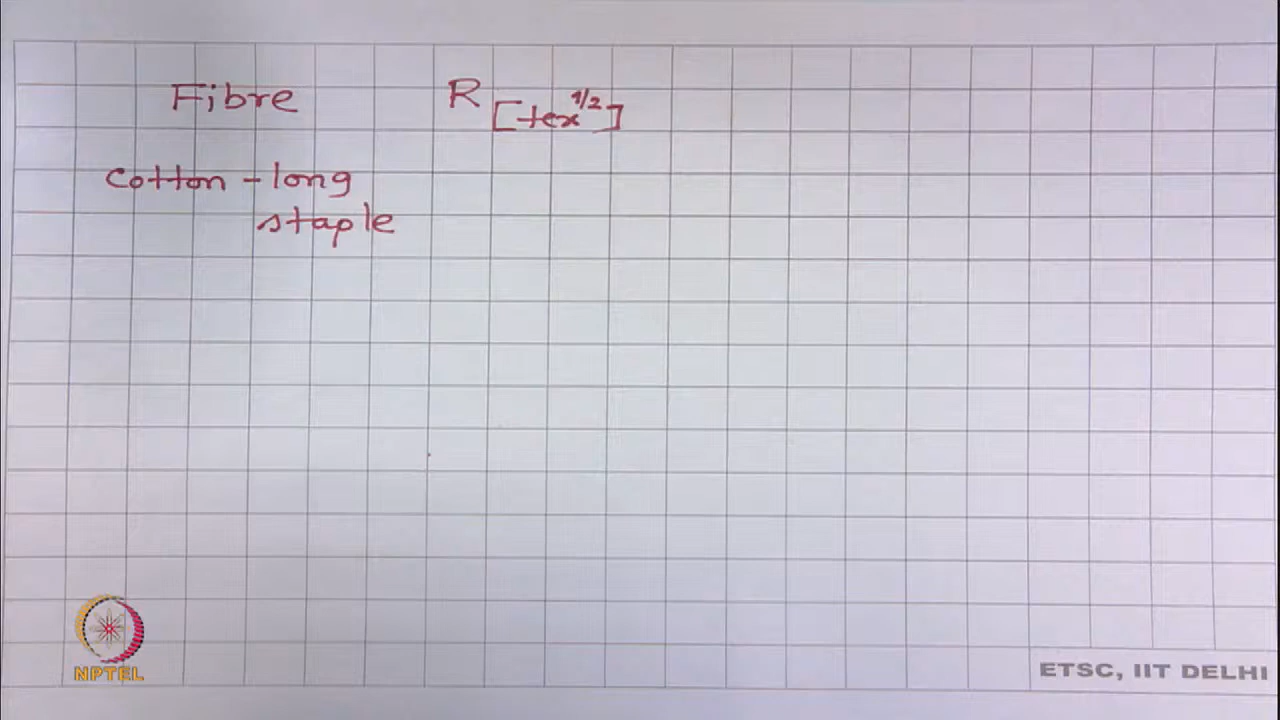 Fibre R [tex^1/2]
cotton - long
staple
NPTEL
ETSC, IIT DELHI